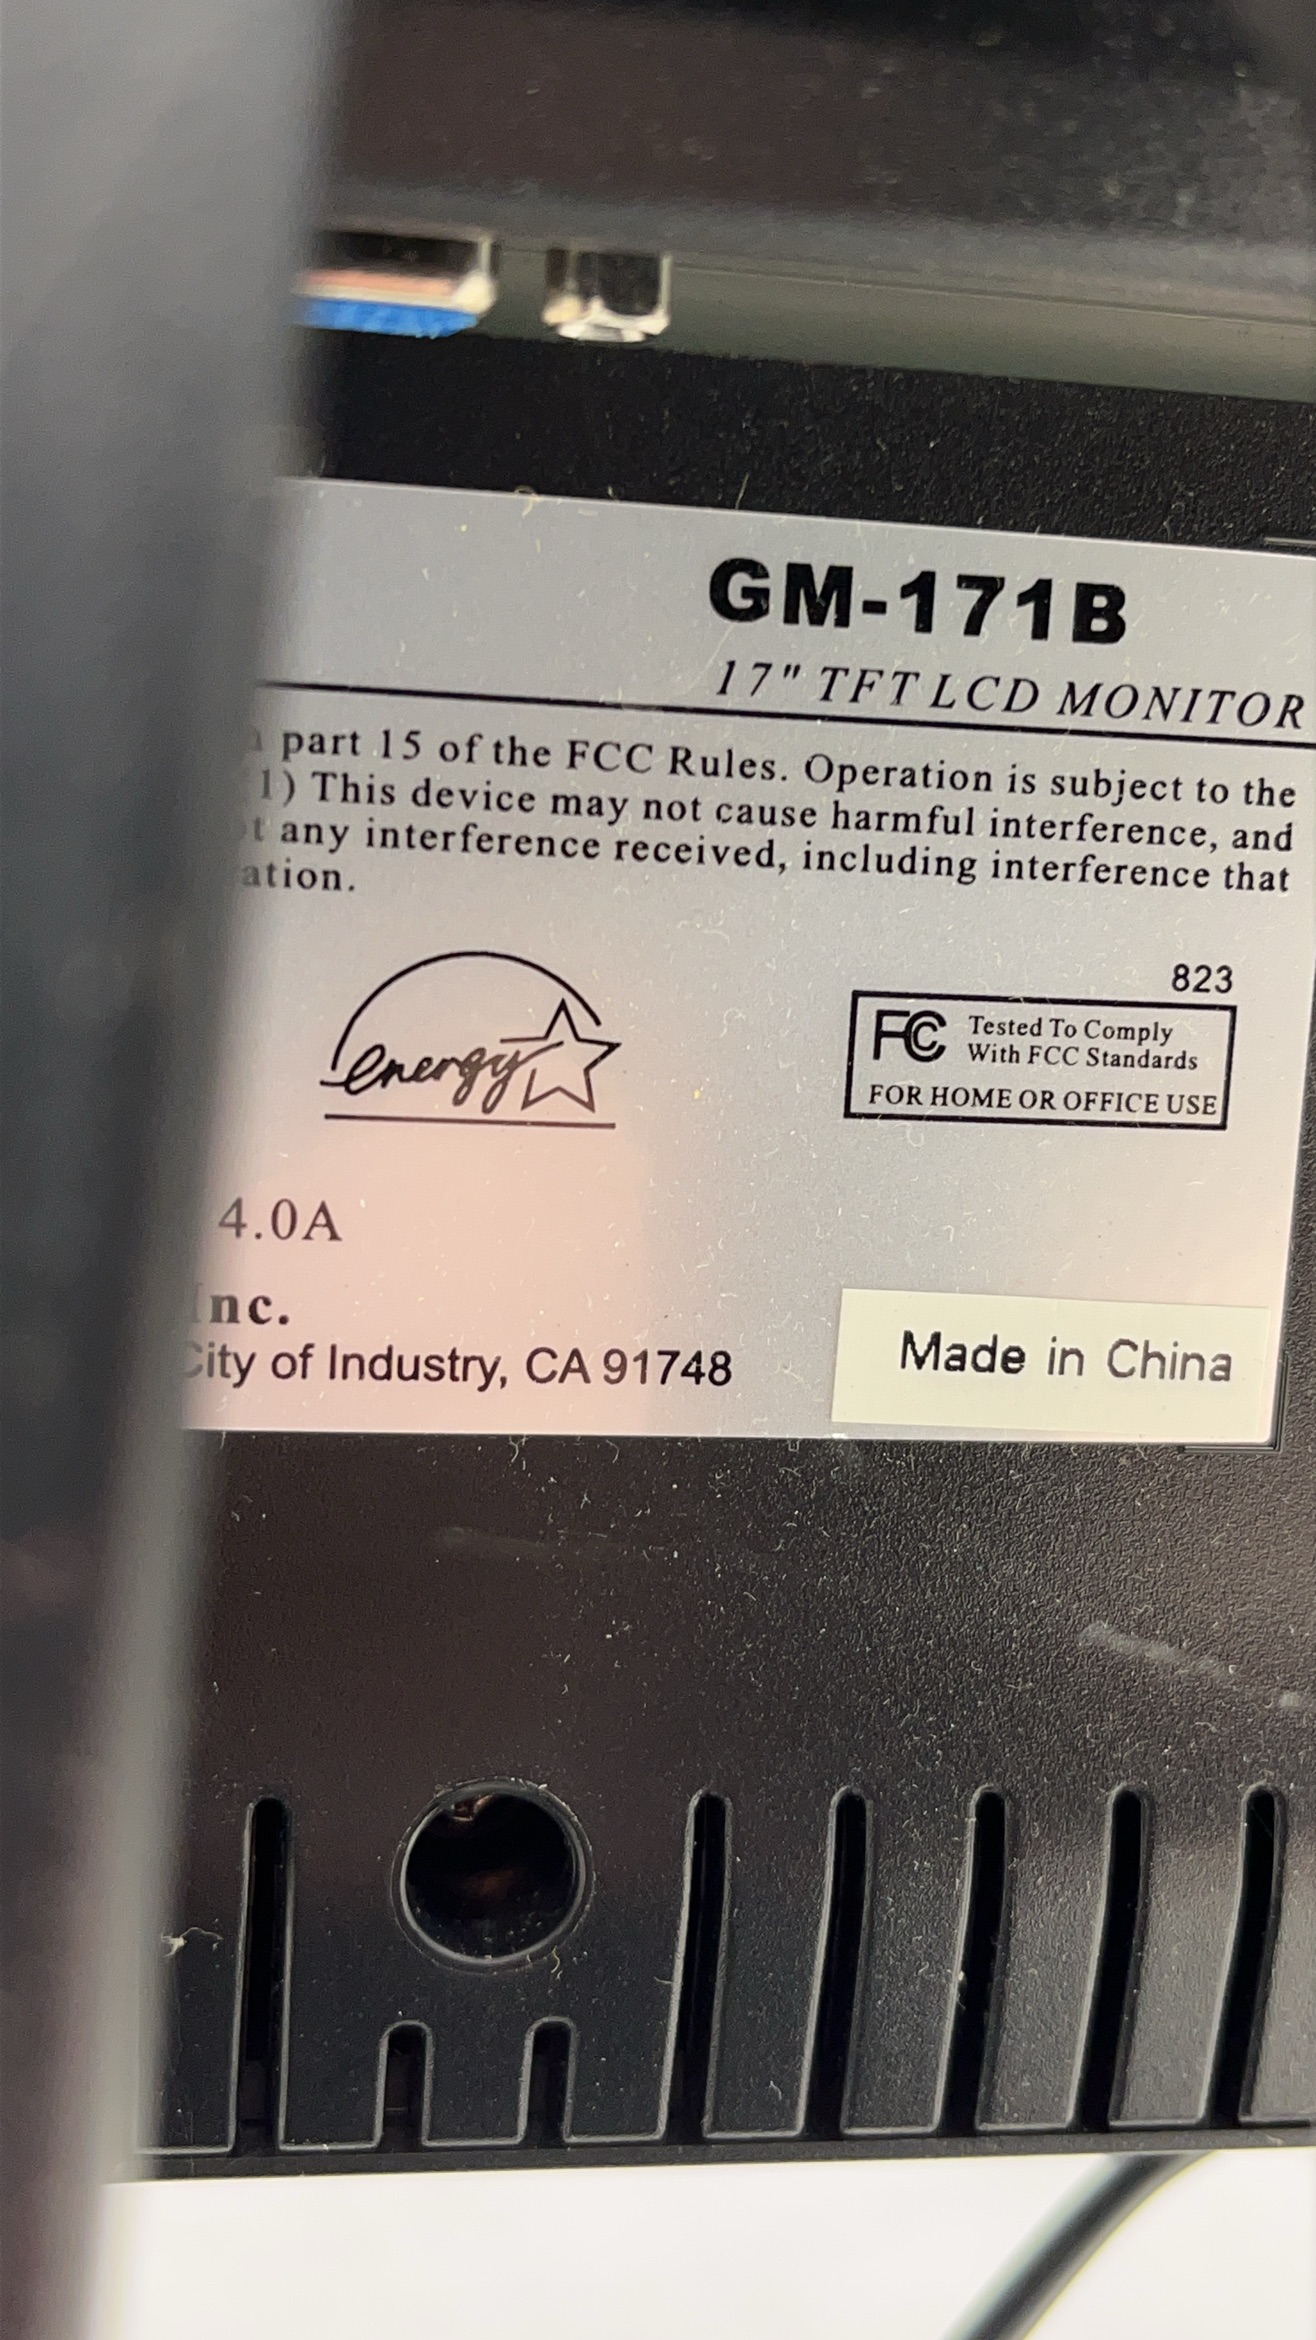 GM-171B
17" TFT LCD MONITOR
part 15 of the FCC Rules. Operation is subject to the
1) This device may not cause harmful interference, and
any interference received, including interference that
ation.
energy
823
FC Tested To Comply
With FCC Standards
FOR HOME OR OFFICE USE
4.0A
Inc.
City of Industry, CA 91748
Made in China